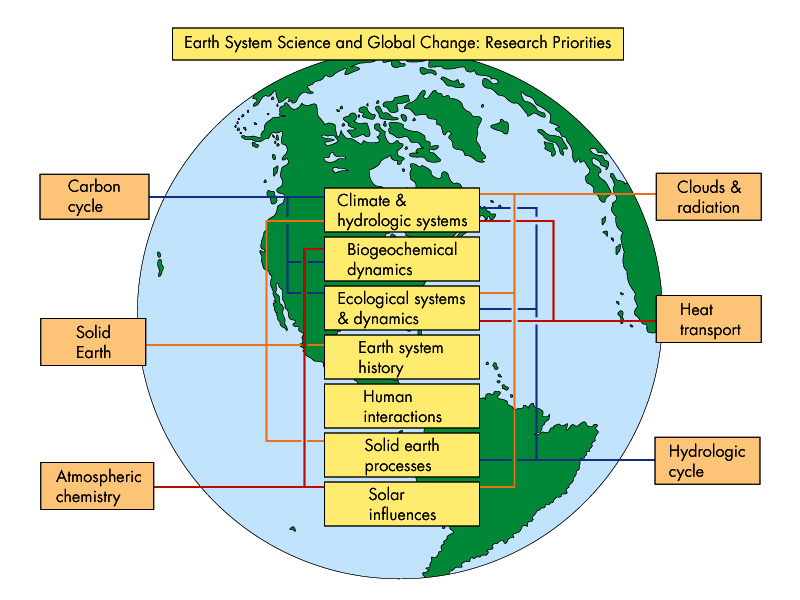 Earth System Science and Global Change: Research Priorities
Carbon
cycle
Solid
Earth
Atmospheric
chemistry
Climate &
hydrologic systems
Biogeochemical
dynamics
Ecological systems
& dynamics
Earth system
history
Human
interactions
Solid earth
processes
Solar
influences
Clouds &
radiation
Heat
transport
Hydrologic
cycle